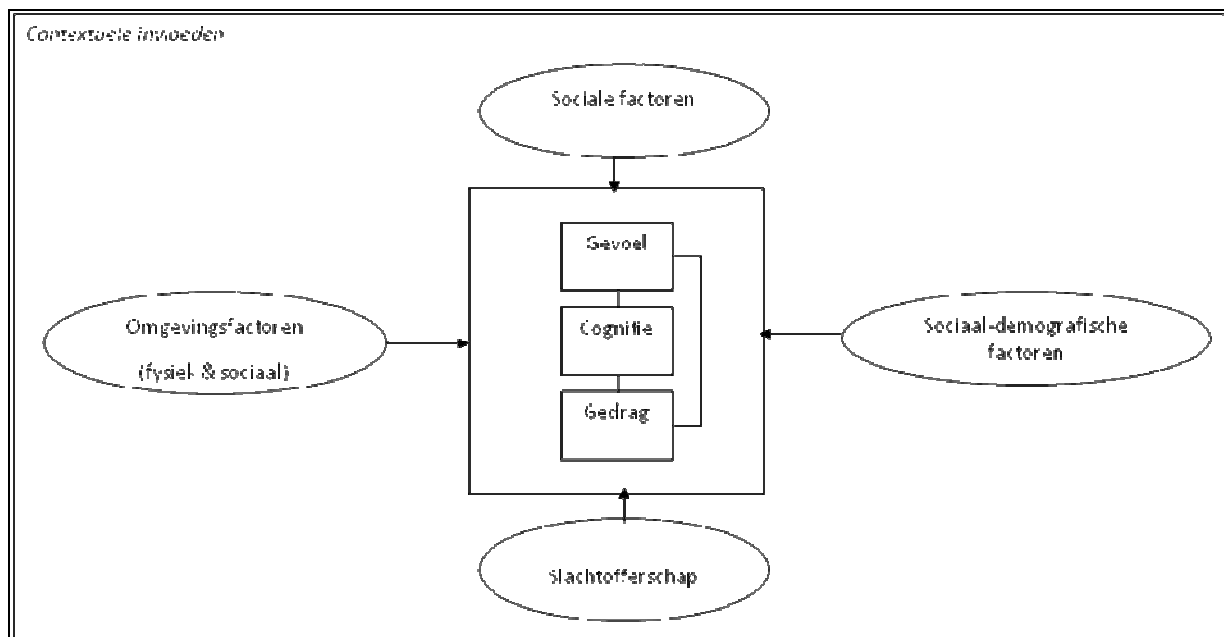 Contextuele invloeden
Sociale factoren
Gevoel
Omgevingsfactoren
(fysiek & sociaal)
Cognitie
Sociaal-demografische
factoren
Gedrag
Slachtofferschap